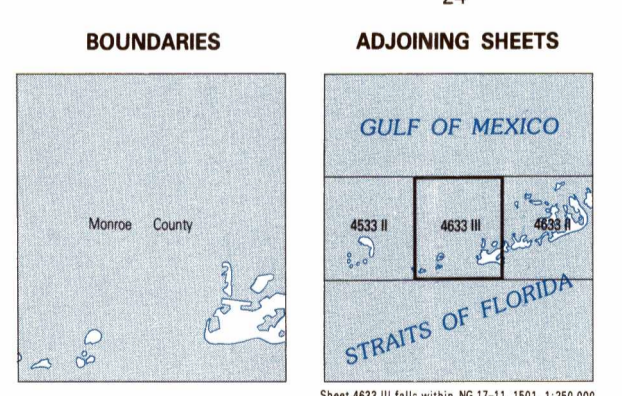 24
BOUNDARIES
ADJOINING SHEETS
Monroe County
GULF OF MEXICO
4533 II
4633 III
4633 II
STRAITS OF FLORIDA
Sheet 4633 III falls within NG 17-11, 1501, 1:250,000